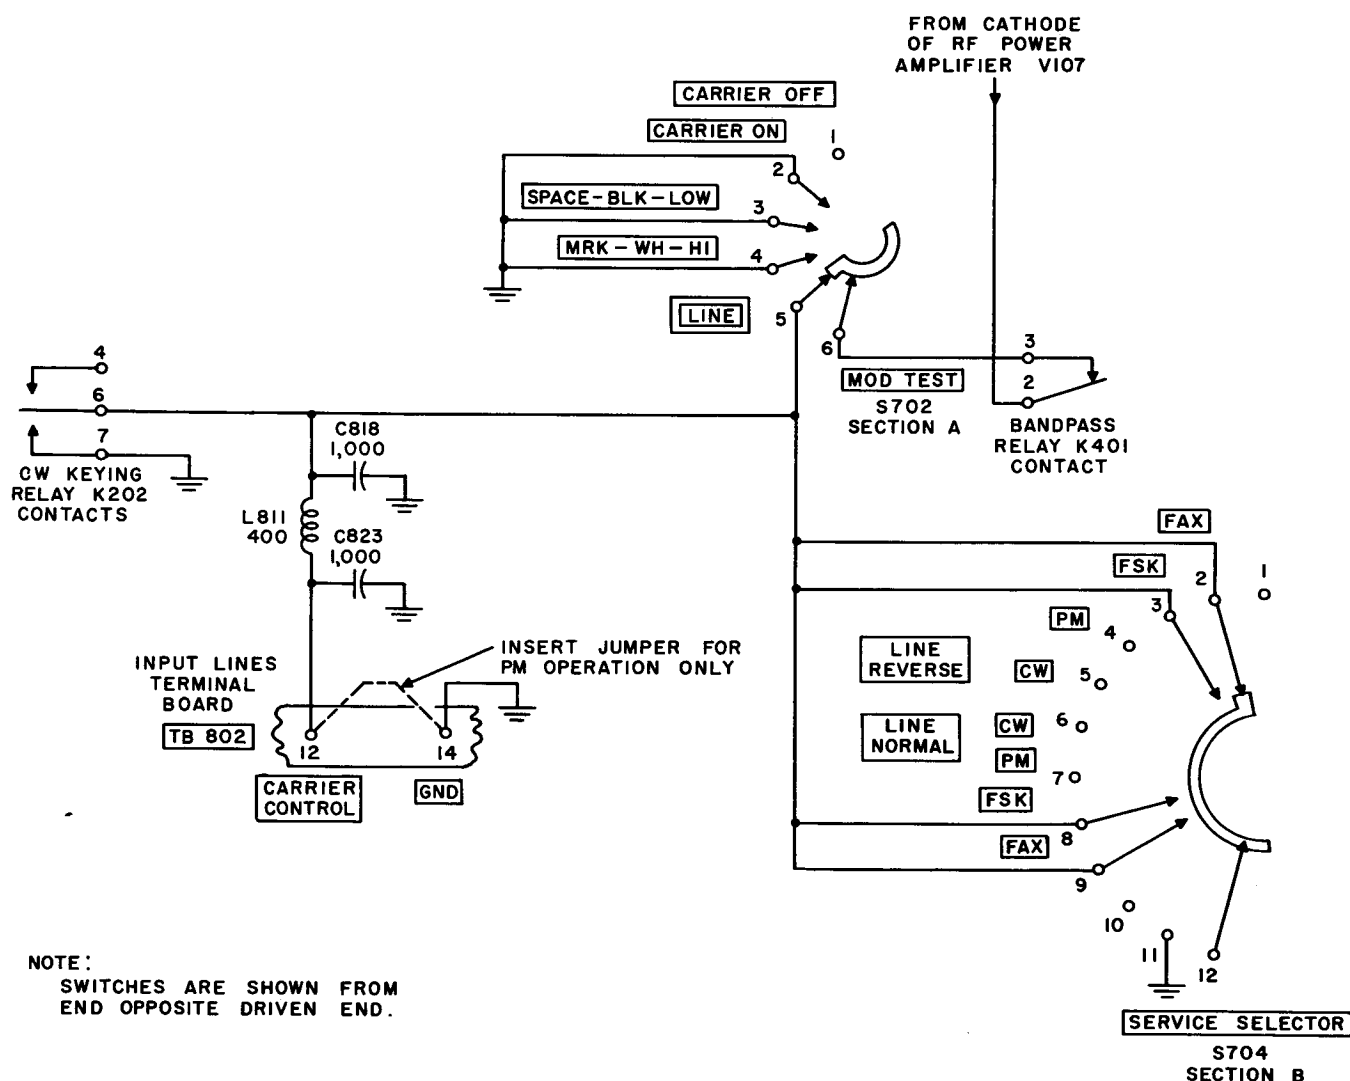 FROM CATHODE
OF RF POWER
AMPLIFIER V107
CARRIER OFF
CARRIER ON
1
2
SPACE-BLK-LOW
3
MRK-WH-HI
4
LINE
5
6
MOD TEST
S702
SECTION A
3
2
BANDPASS
RELAY K401
CONTACT
4
6
7
CW KEYING
RELAY K202
CONTACTS
C818
1,000
L811
400
C823
1,000
INSERT JUMPER FOR
PM OPERATION ONLY
INPUT LINES
TERMINAL
BOARD
TB 802
12
14
CARRIER
CONTROL
GND
FAX
FSK
1
2
3
PM
4
LINE
REVERSE
CW
5
LINE
NORMAL
CW
6
PM
7
FSK
8
FAX
9
10
11
12
SERVICE SELECTOR
S704
SECTION B
NOTE:
SWITCHES ARE SHOWN FROM
END OPPOSITE DRIVEN END.